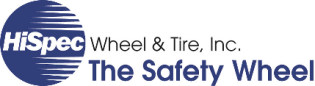 HiSpec
Wheel & Tire, Inc.
The Safety Wheel